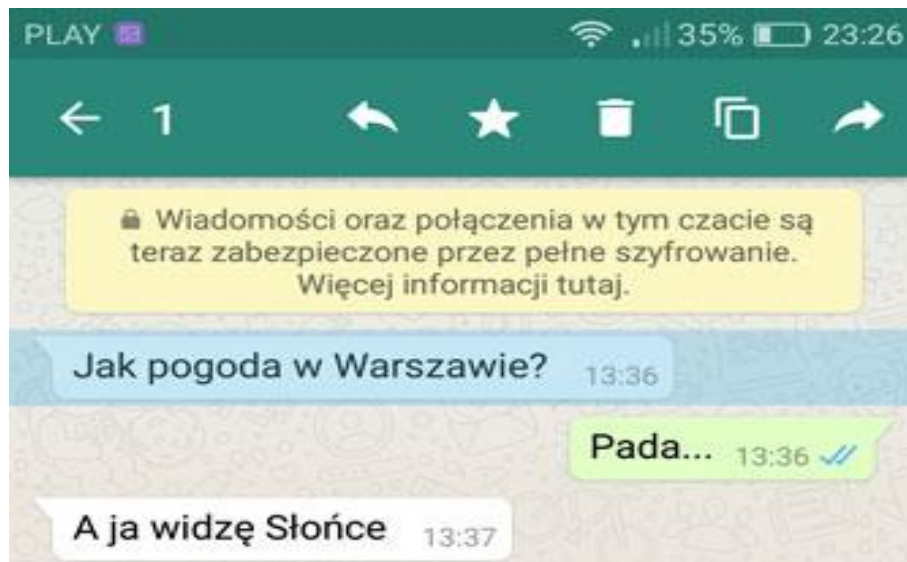 PLAY 35% 23:26
1
Wiadomości oraz połączenia w tym czacie są
teraz zabezpieczone przez pełne szyfrowanie.
Więcej informacji tutaj.
Jak pogoda w Warszawie? 13:36
Pada... 13:36
A ja widzę Słońce 13:37